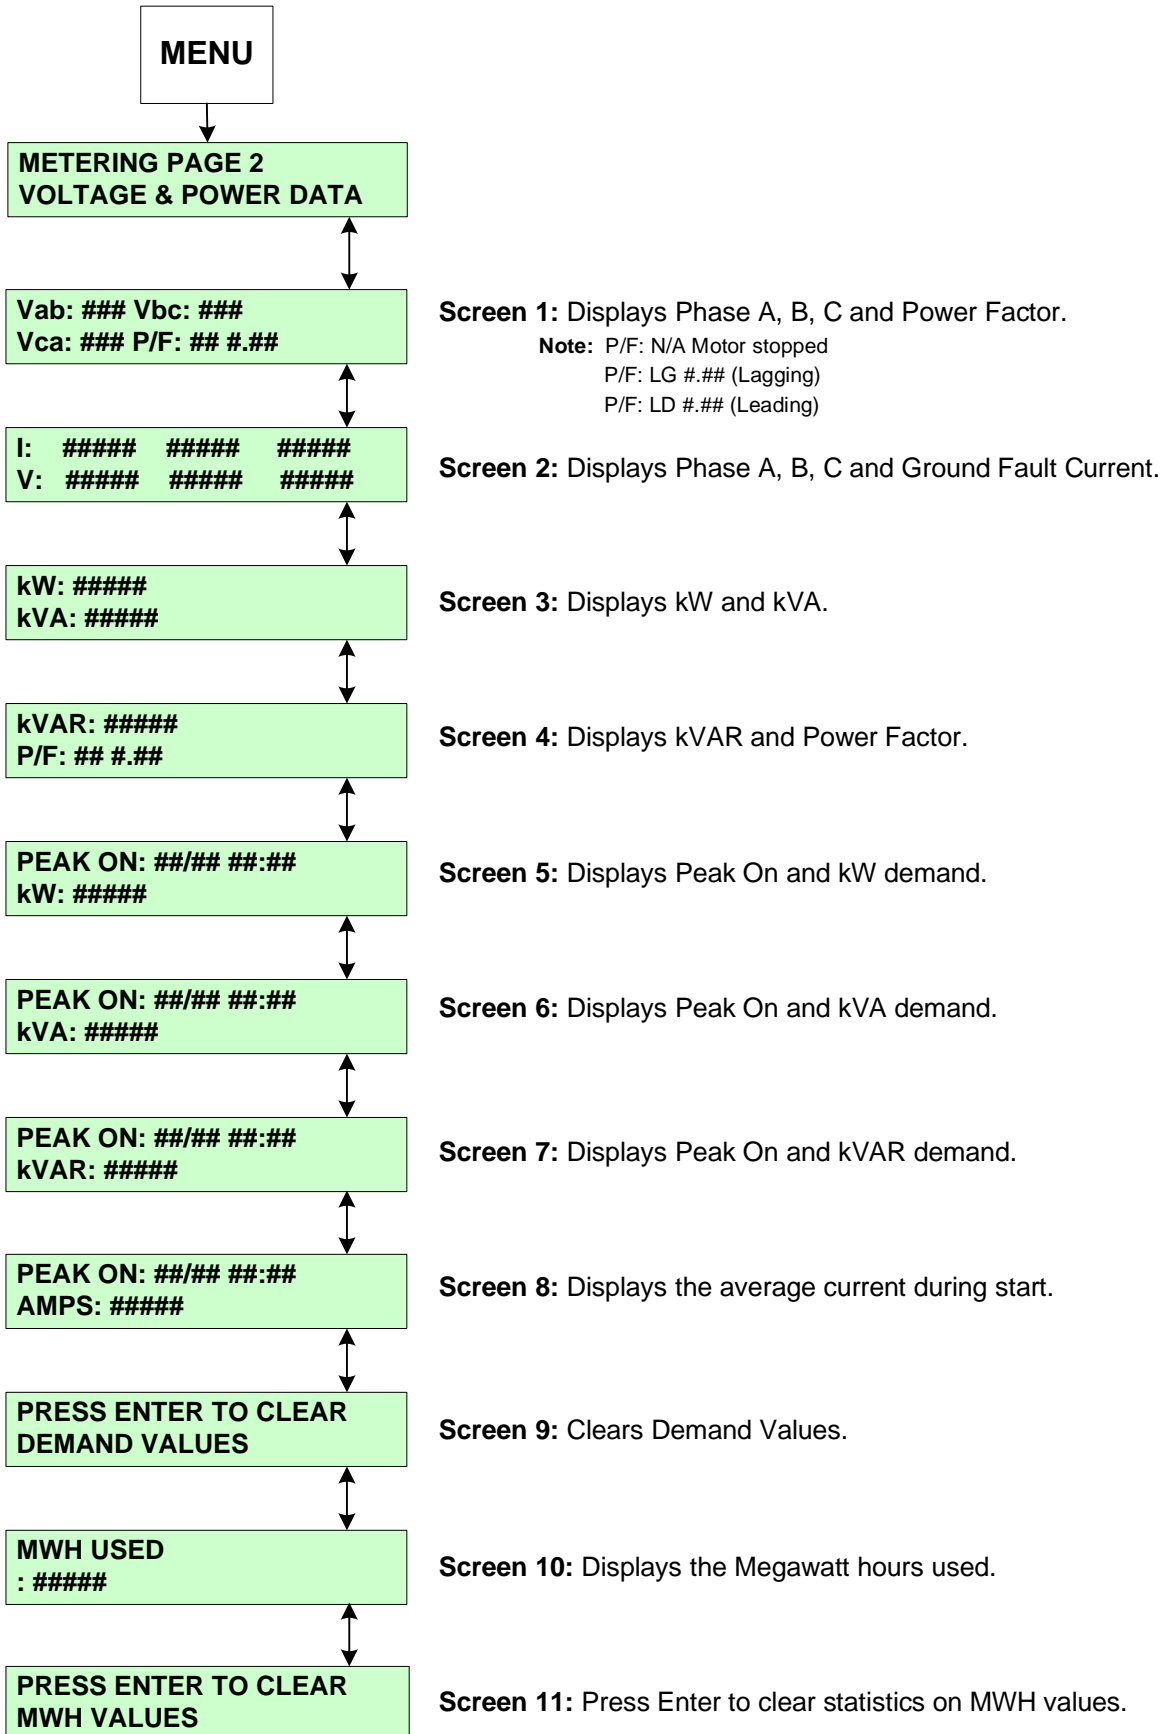 MENU
METERING PAGE 2
VOLTAGE & POWER DATA
Vab: ### Vbc: ###
Vca: ### P/F: ## #.##
Screen 1: Displays Phase A, B, C and Power Factor.
Note: P/F: N/A Motor stopped
P/F: LG #.## (Lagging)
P/F: LD #.## (Leading)
I: ##### ##### #####
V: ##### ##### #####
Screen 2: Displays Phase A, B, C and Ground Fault Current.
kW: #####
kVA: #####
Screen 3: Displays kW and kVA.
kVAR: #####
P/F: ## #.##
Screen 4: Displays kVAR and Power Factor.
PEAK ON: ##/## ##:##
kW: #####
Screen 5: Displays Peak On and kW demand.
PEAK ON: ##/## ##:##
kVA: #####
Screen 6: Displays Peak On and kVA demand.
PEAK ON: ##/## ##:##
kVAR: #####
Screen 7: Displays Peak On and kVAR demand.
PEAK ON: ##/## ##:##
AMPS: #####
Screen 8: Displays the average current during start.
PRESS ENTER TO CLEAR
DEMAND VALUES
Screen 9: Clears Demand Values.
MWH USED
: #####
Screen 10: Displays the Megawatt hours used.
PRESS ENTER TO CLEAR
MWH VALUES
Screen 11: Press Enter to clear statistics on MWH values.